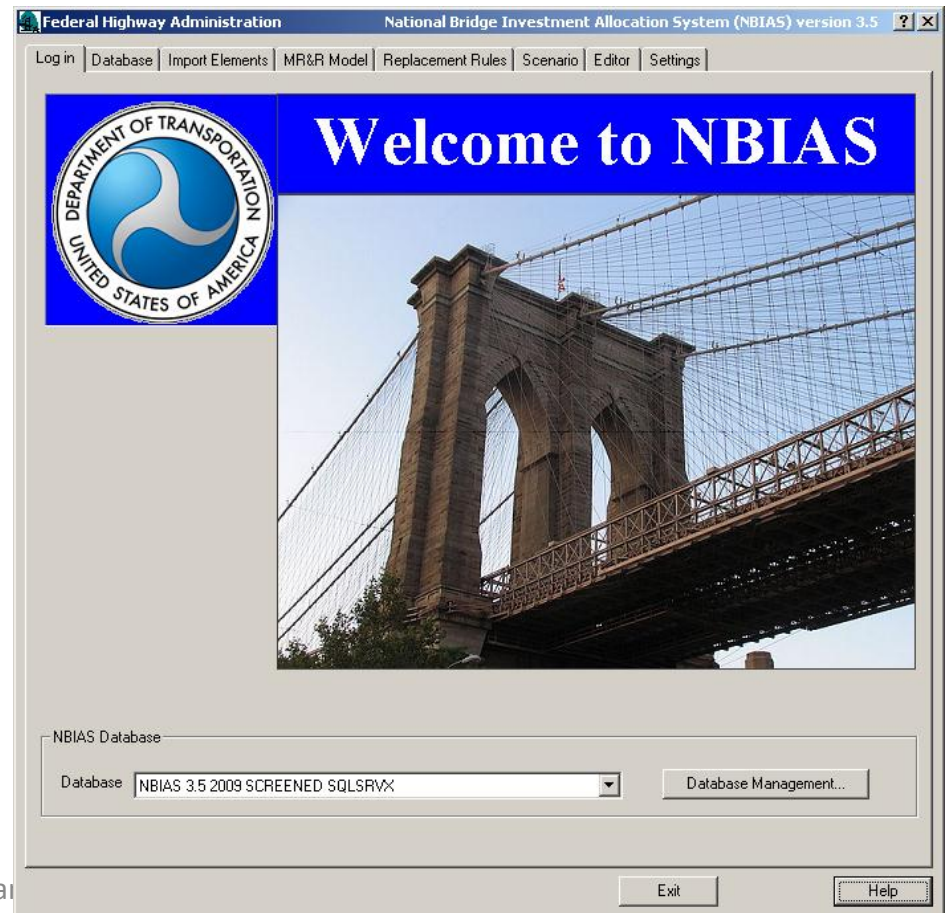 Federal Highway Administration National Bridge Investment Allocation System (NBIAS) version 3.5
Log in Database Import Elements MR&R Model Replacement Rules Scenario Editor Settings
DEPARTMENT OF TRANSPORTATION
UNITED STATES OF AMERICA
Welcome to NBIAS
NBIAS Database
Database NBIAS 3.5 2009 SCREENED SQLSRVX Database Management...
Exit Help